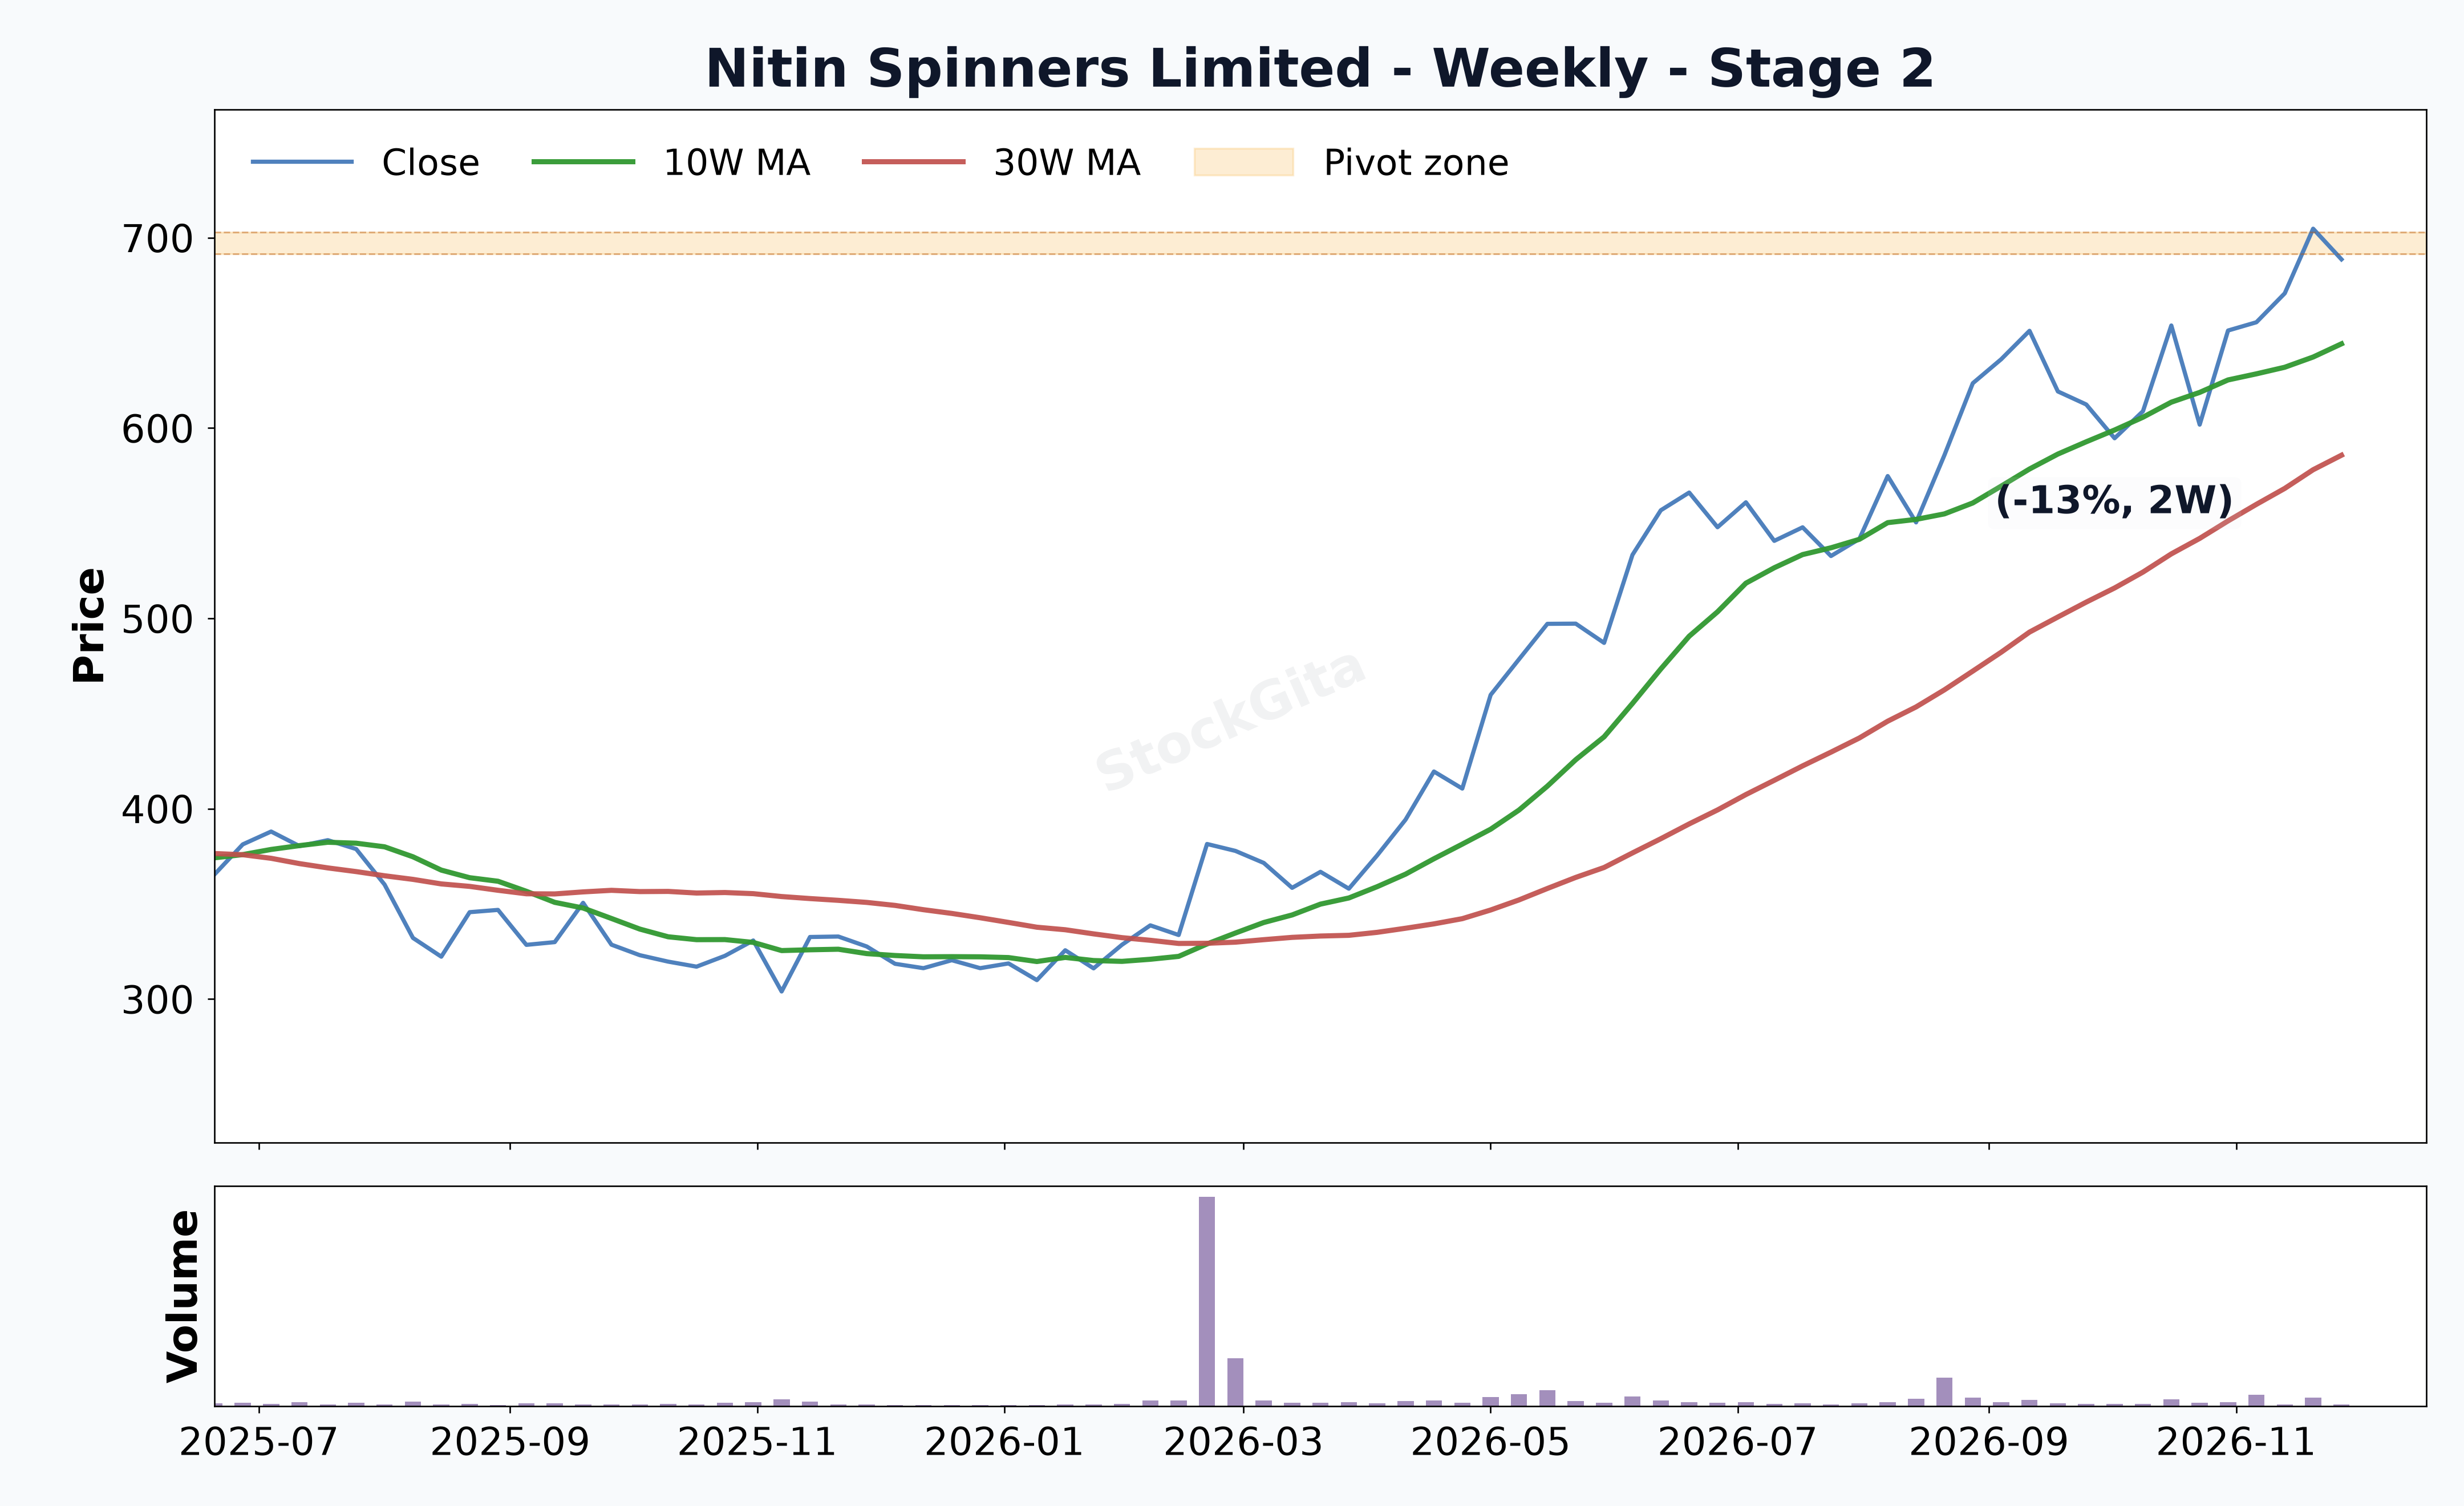 Nitin Spinners Limited - Weekly - Stage 2
Close 10W MA 30W MA Pivot zone
700
600
500
400
300
Price
(-13%, 2W)
StockGita
Volume
2025-07 2025-09 2025-11 2026-01 2026-03 2026-05 2026-07 2026-09 2026-11